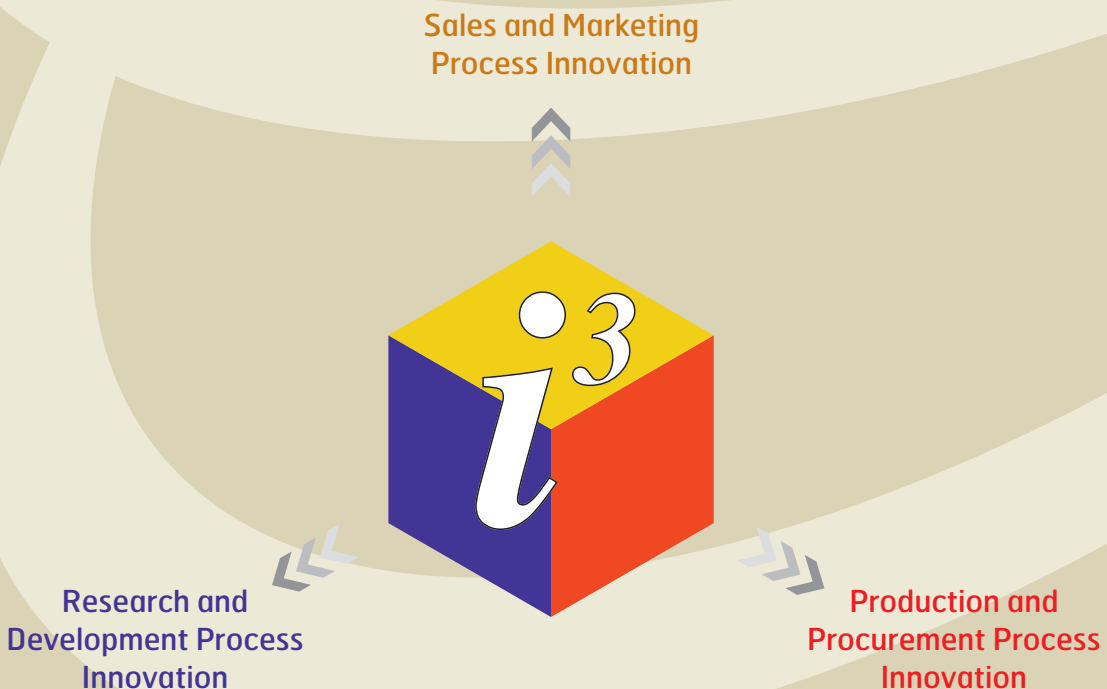 Sales and Marketing
Process Innovation
i³
Research and
Development Process
Innovation
Production and
Procurement Process
Innovation